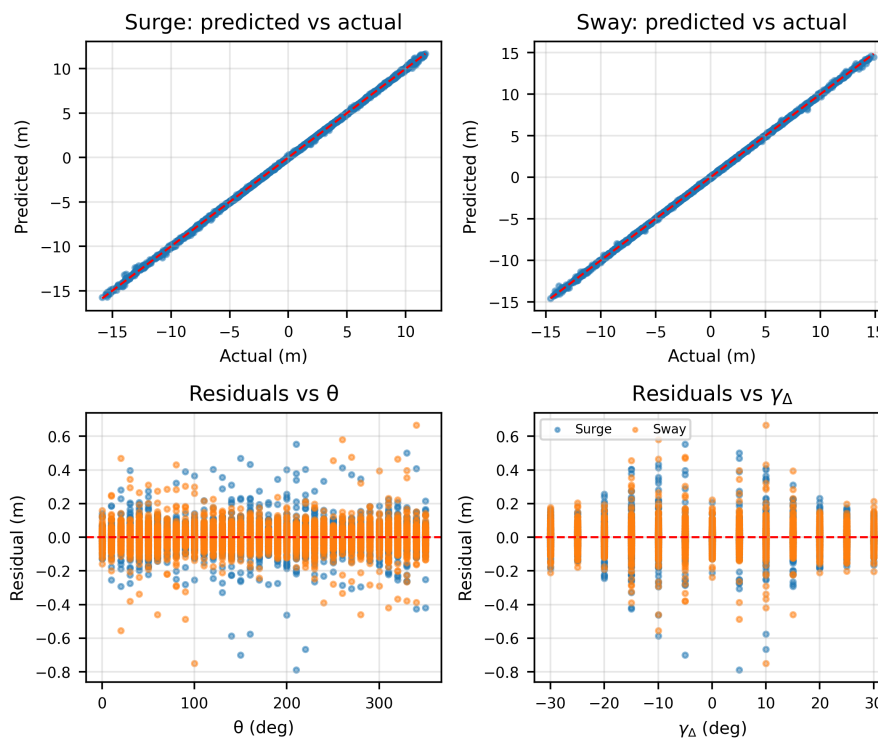 Surge: predicted vs actual
Predicted (m)
10
5
0
−5
−10
−15
−15 −10 −5 0 5 10
Actual (m)
Sway: predicted vs actual
Predicted (m)
15
10
5
0
−5
−10
−15
−15 −10 −5 0 5 10 15
Actual (m)
Residuals vs θ
Residual (m)
0.6
0.4
0.2
0.0
−0.2
−0.4
−0.6
−0.8
0 100 200 300
θ (deg)
Residuals vs γΔ
Surge Sway
Residual (m)
0.6
0.4
0.2
0.0
−0.2
−0.4
−0.6
−0.8
−30 −20 −10 0 10 20 30
γΔ (deg)